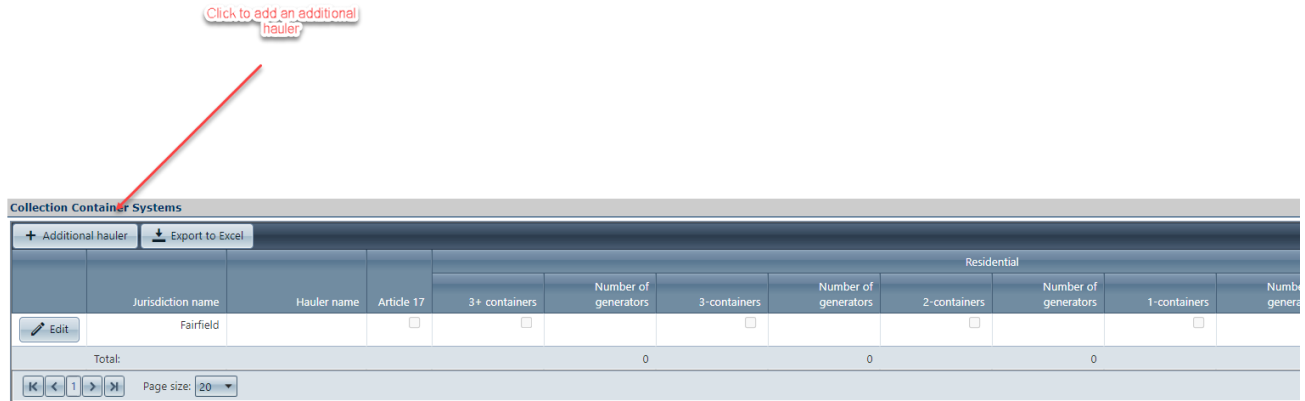 Click to add an additional
hauler
Collection Container Systems
+ Additional hauler Export to Excel
Residential
Jurisdiction name Hauler name Article 17 3+ containers Number of generators 3-containers Number of generators 2-containers Number of generators 1-containers
Edit Fairfield
Total: 0 0 0
1 Page size: 20